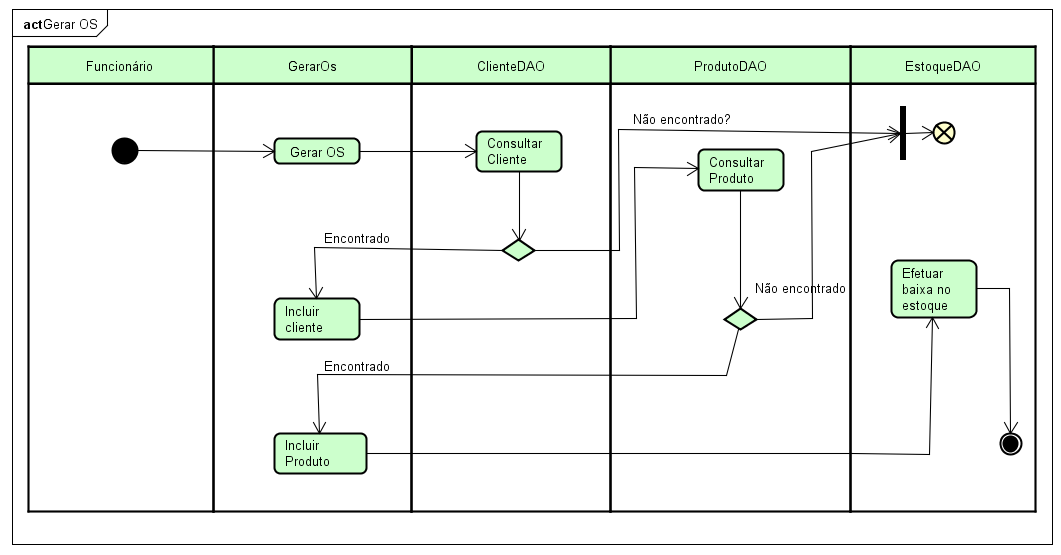 actGerar OS
Funcionário
GerarOs
ClienteDAO
ProdutoDAO
EstoqueDAO
Não encontrado?
Gerar OS
Consultar
Cliente
Consultar
Produto
Encontrado
Efetuar
baixa no
estoque
Não encontrado
Incluir
cliente
Encontrado
Incluir
Produto